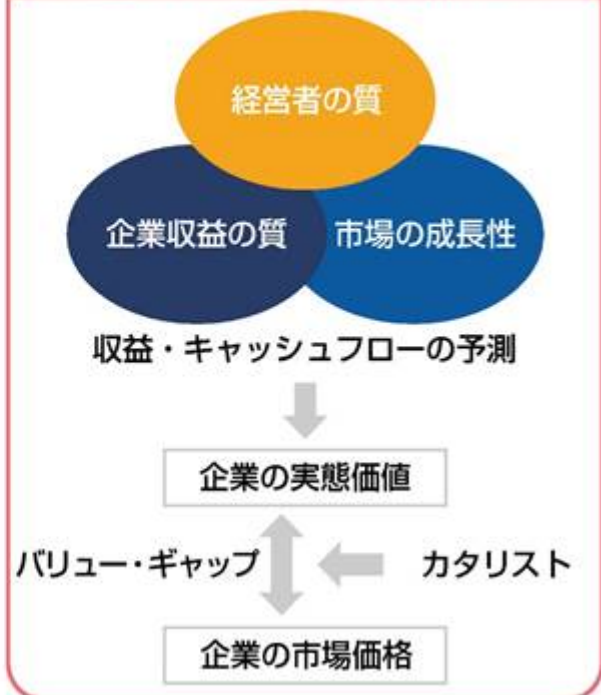 経営者の質
企業収益の質
市場の成長性
収益・キャッシュフローの予測
企業の実態価値
バリュー・ギャップ
カタリスト
企業の市場価格